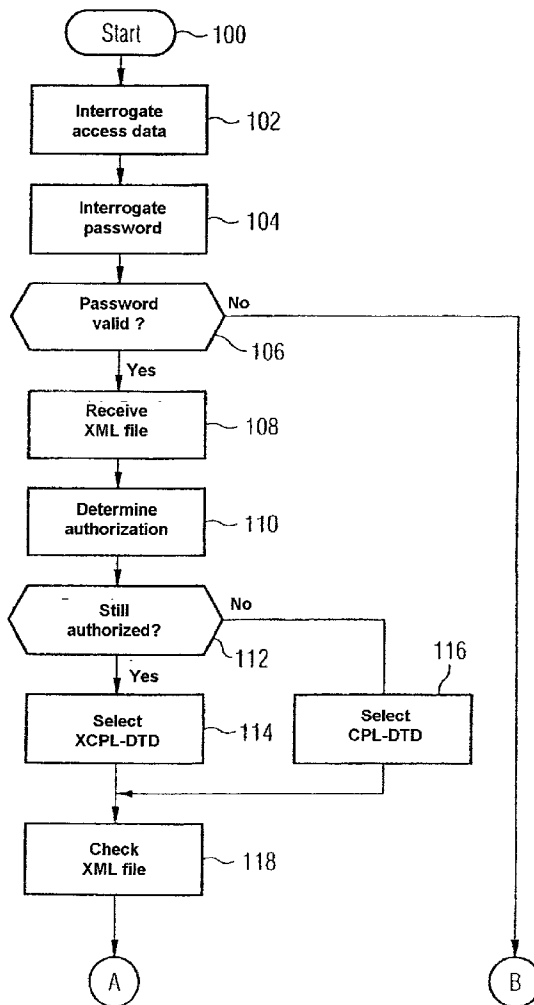 Start
100
Interrogate
access data
102
Interrogate
password
104
Password
valid ?
No
106
Yes
Receive
XML file
108
Determine
authorization
110
Still
authorized?
No
112
Yes
116
Select
XCPL-DTD
114
Select
CPL-DTD
Check
XML file
118
A
B